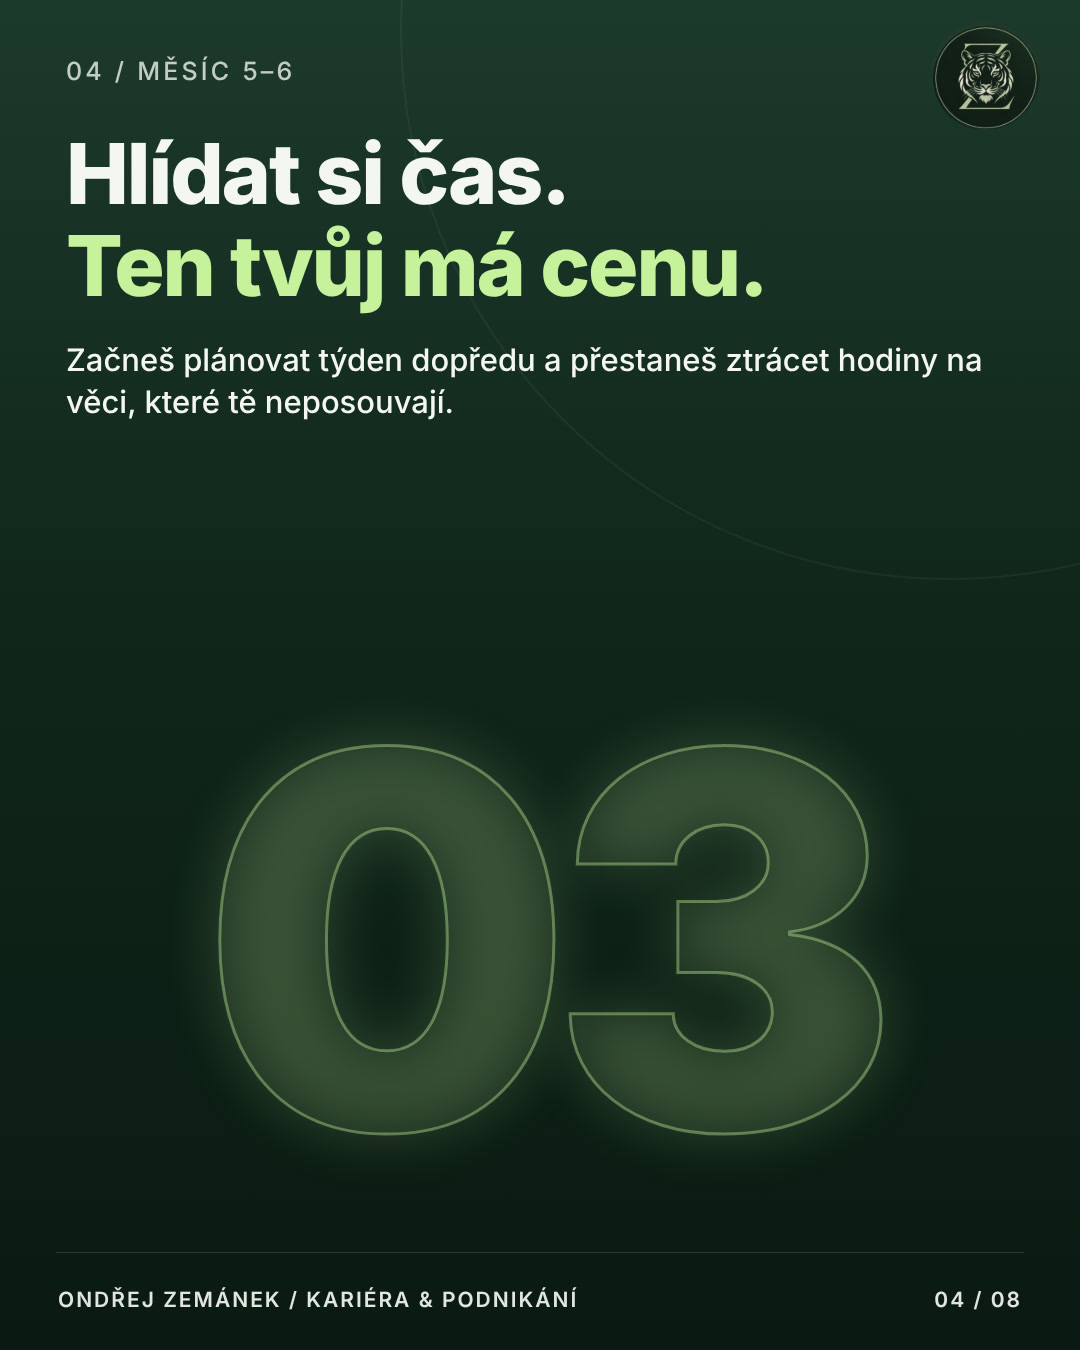 04 / MĚSÍC 5–6
Hlídat si čas.
Ten tvůj má cenu.
Začneš plánovat týden dopředu a přestaneš ztrácet hodiny na
věci, které tě neposouvají.
03
ONDŘEJ ZEMÁNEK / KARIÉRA & PODNIKÁNÍ
04 / 08